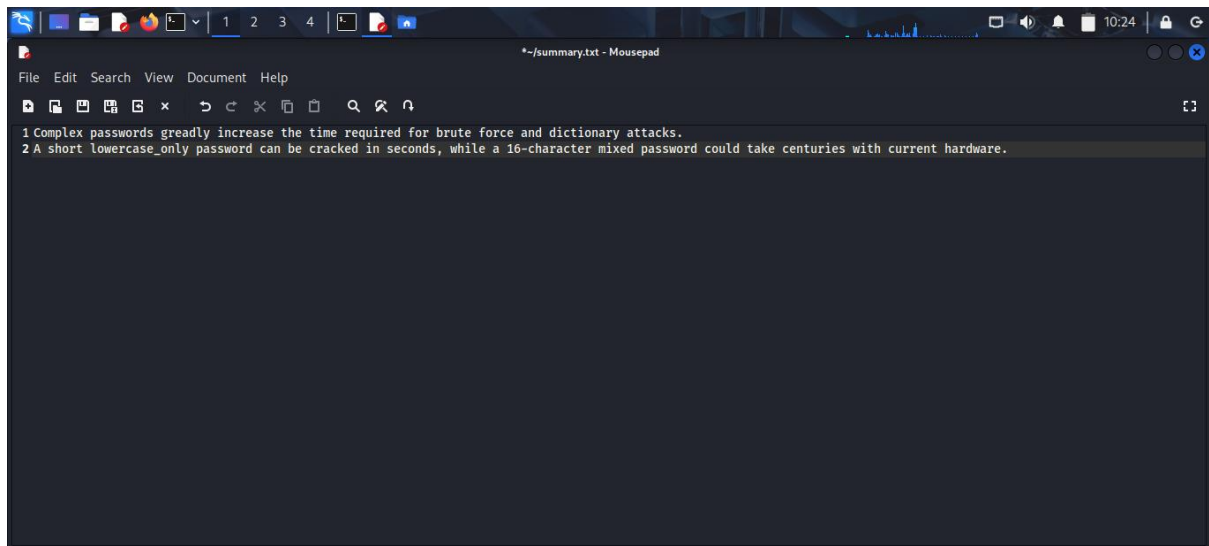 1 2 3 4
10:24
*~/summary.txt - Mousepad
File Edit Search View Document Help
1 Complex passwords greadly increase the time required for brute force and dictionary attacks.
2 A short lowercase_only password can be cracked in seconds, while a 16-character mixed password could take centuries with current hardware.